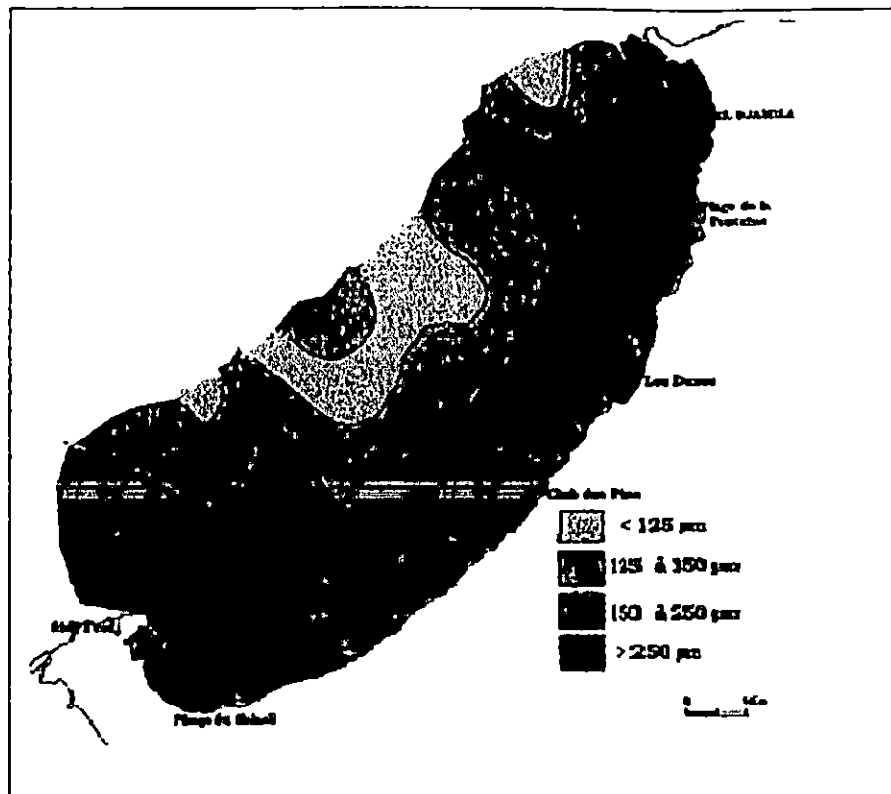 EL DJAMILA
Plage de la
Fontaine
Les Dunes
Club des Pins
< 125 µm
125 à 150 µm
150 à 250 µm
> 250 µm
0
Plage du